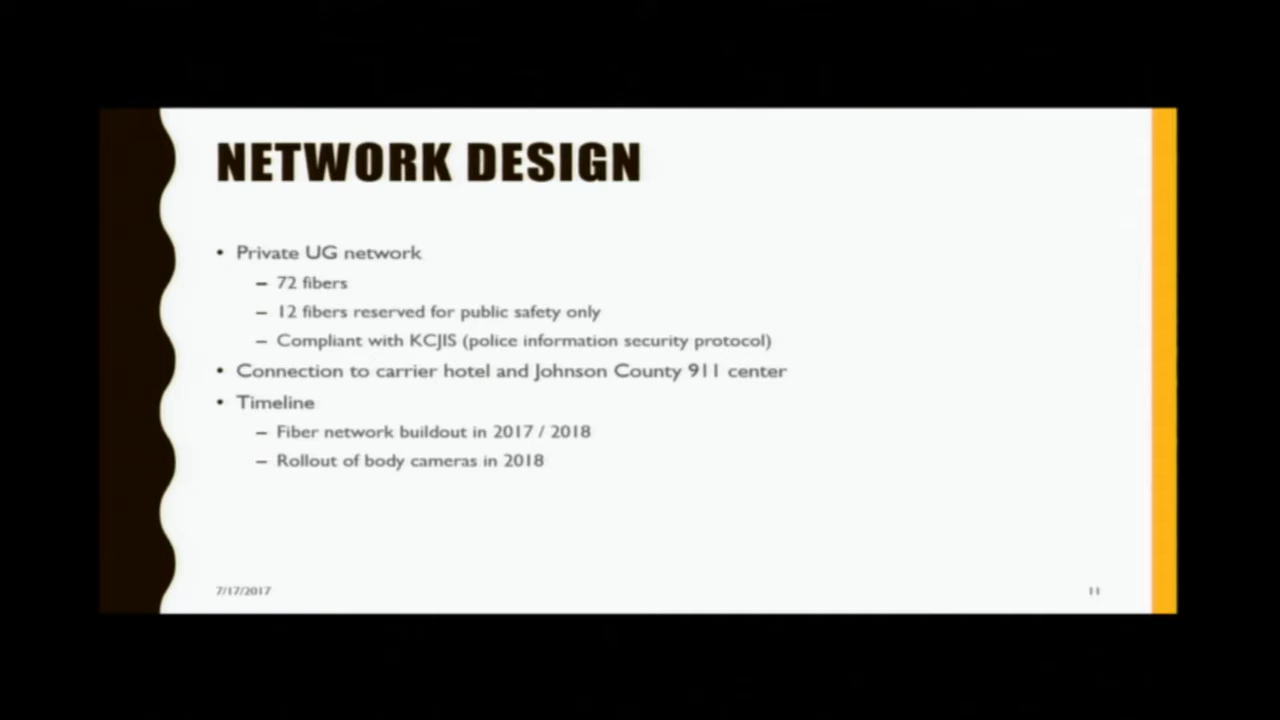 NETWORK DESIGN
• Private UG network
– 72 fibers
– 12 fibers reserved for public safety only
– Compliant with KCJIS (police information security protocol)
• Connection to carrier hotel and Johnson County 911 center
• Timeline
– Fiber network buildout in 2017 / 2018
– Rollout of body cameras in 2018
7/17/2017
11